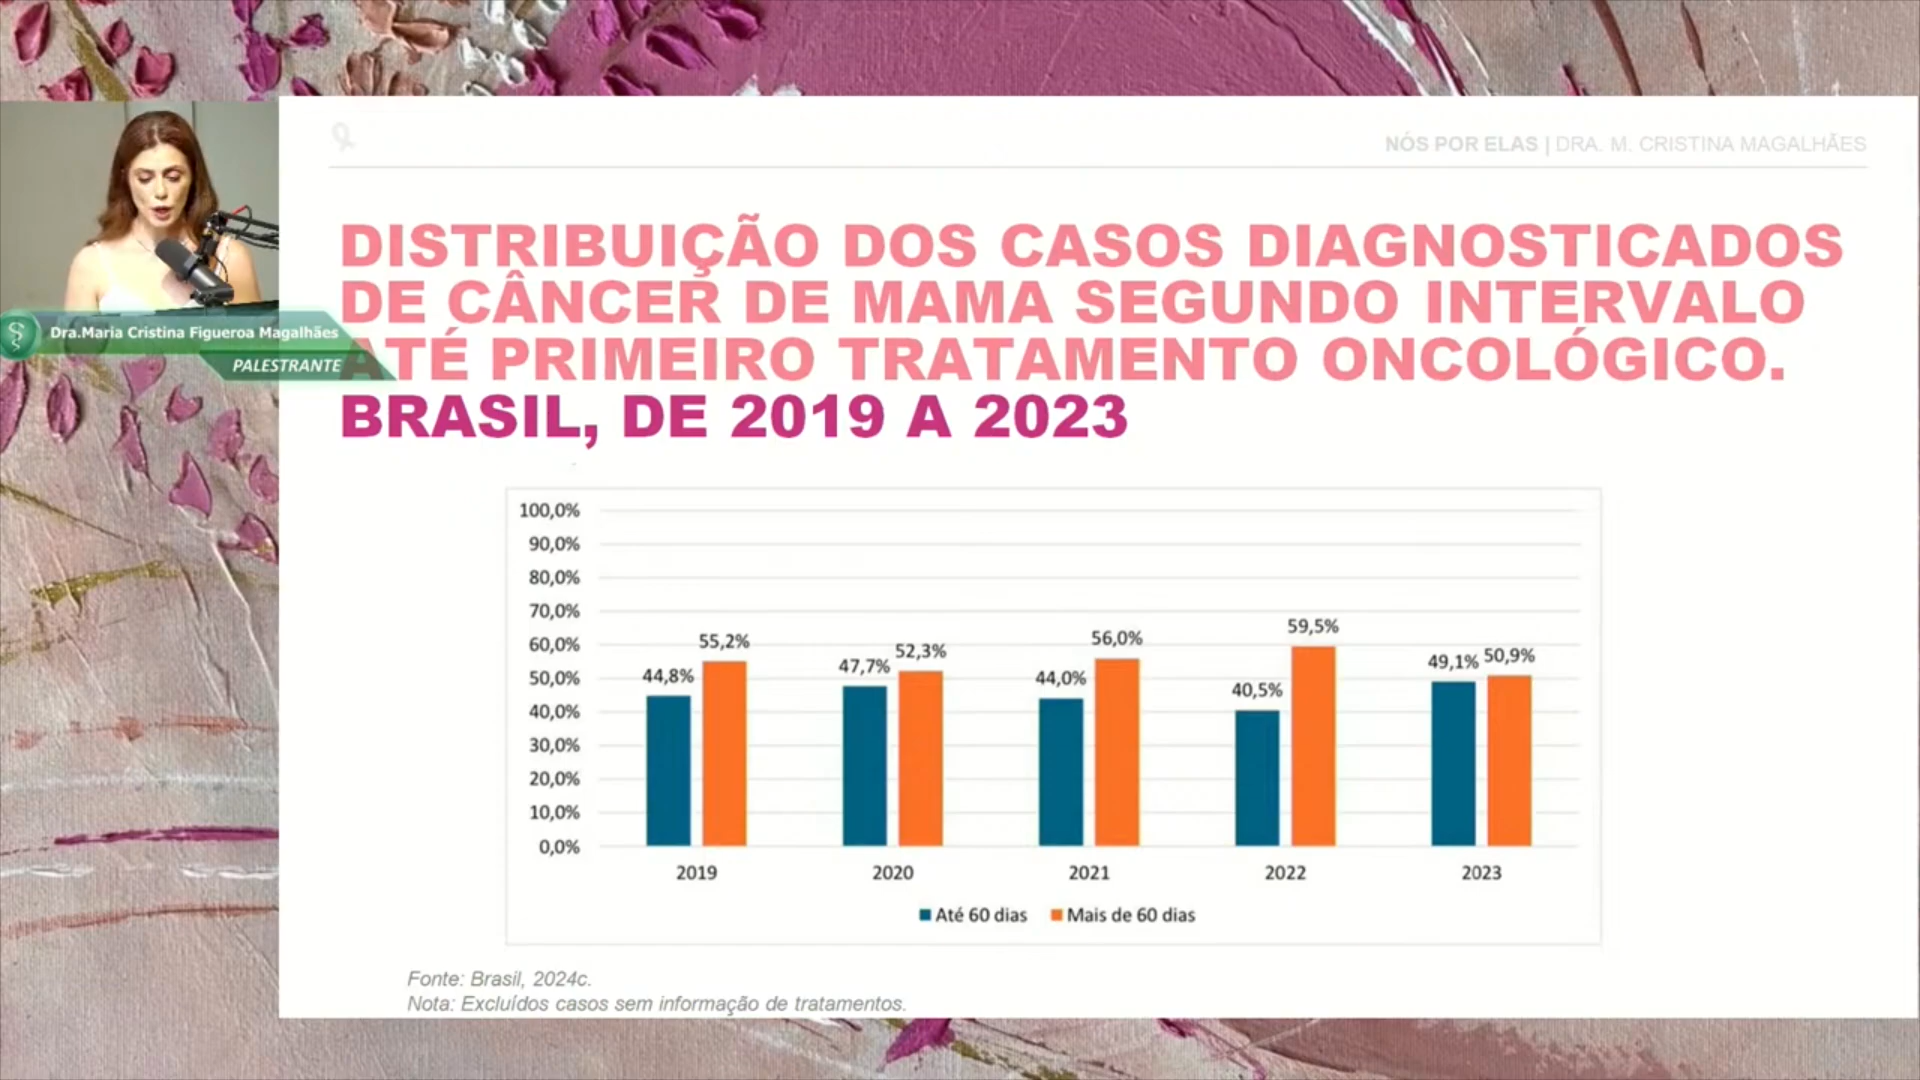 NÓS POR ELAS | DRA. M. CRISTINA MAGALHÃES
DISTRIBUIÇÃO DOS CASOS DIAGNOSTICADOS
DE CÂNCER DE MAMA SEGUNDO INTERVALO
ATÉ PRIMEIRO TRATAMENTO ONCOLÓGICO.
BRASIL, DE 2019 A 2023
Dra.Maria Cristina Figueroa Magalhães
PALESTRANTE
100,0%
90,0%
80,0%
70,0%
60,0%
50,0%
40,0%
30,0%
20,0%
10,0%
0,0%
44,8% 55,2%
47,7% 52,3%
44,0% 56,0%
40,5% 59,5%
49,1% 50,9%
2019 2020 2021 2022 2023
Até 60 dias Mais de 60 dias
Fonte: Brasil, 2024c.
Nota: Excluídos casos sem informação de tratamentos.